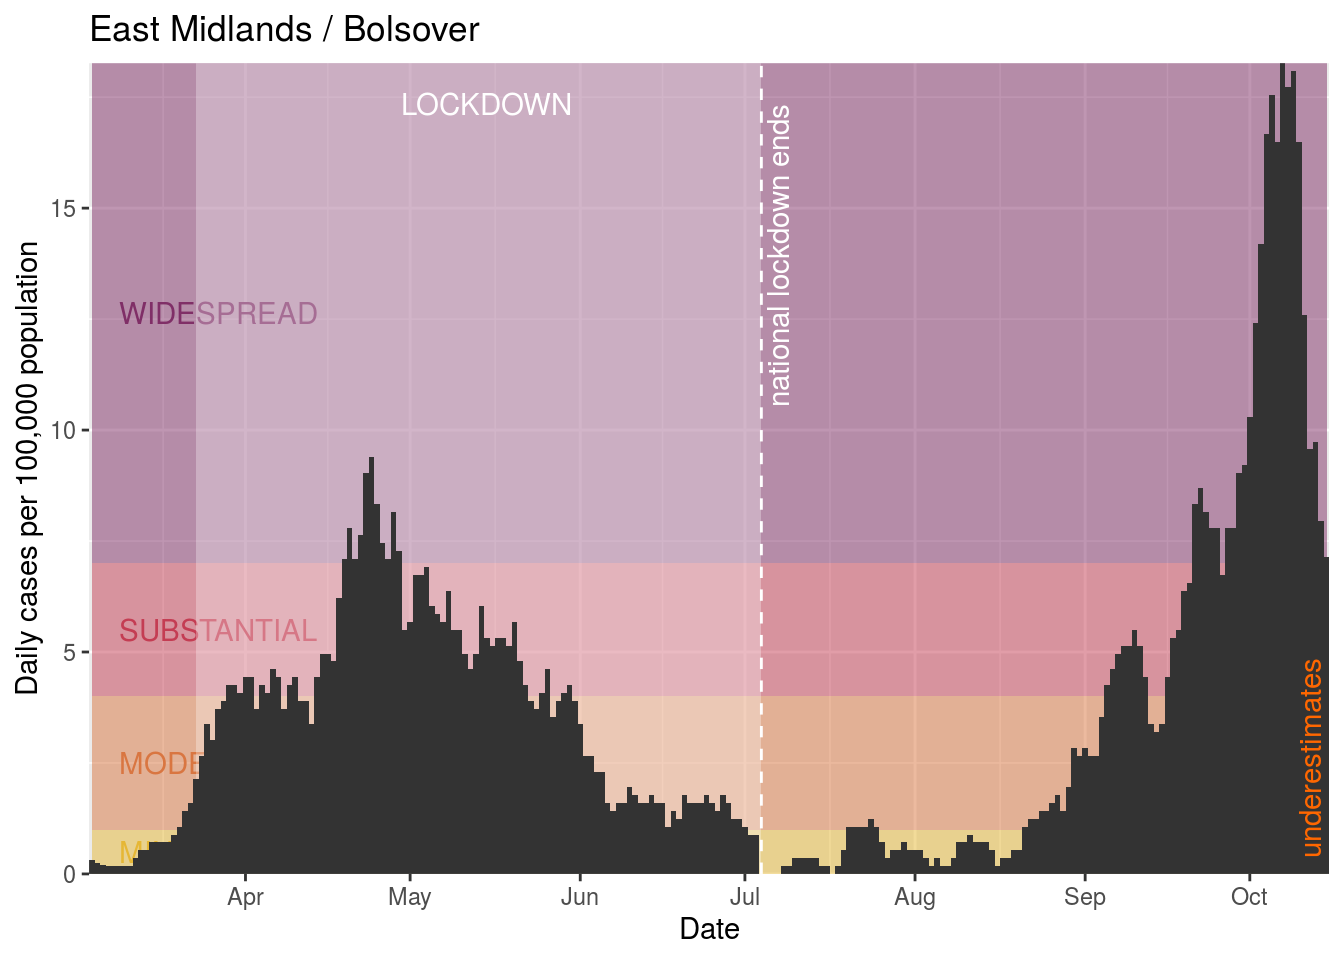 East Midlands / Bolsover
LOCKDOWN
national lockdown ends
WIDESPREAD
SUBSTANTIAL
MODE
M
underestimates
Daily cases per 100,000 population
15
10
5
0
Apr
May
Jun
Jul
Aug
Sep
Oct
Date